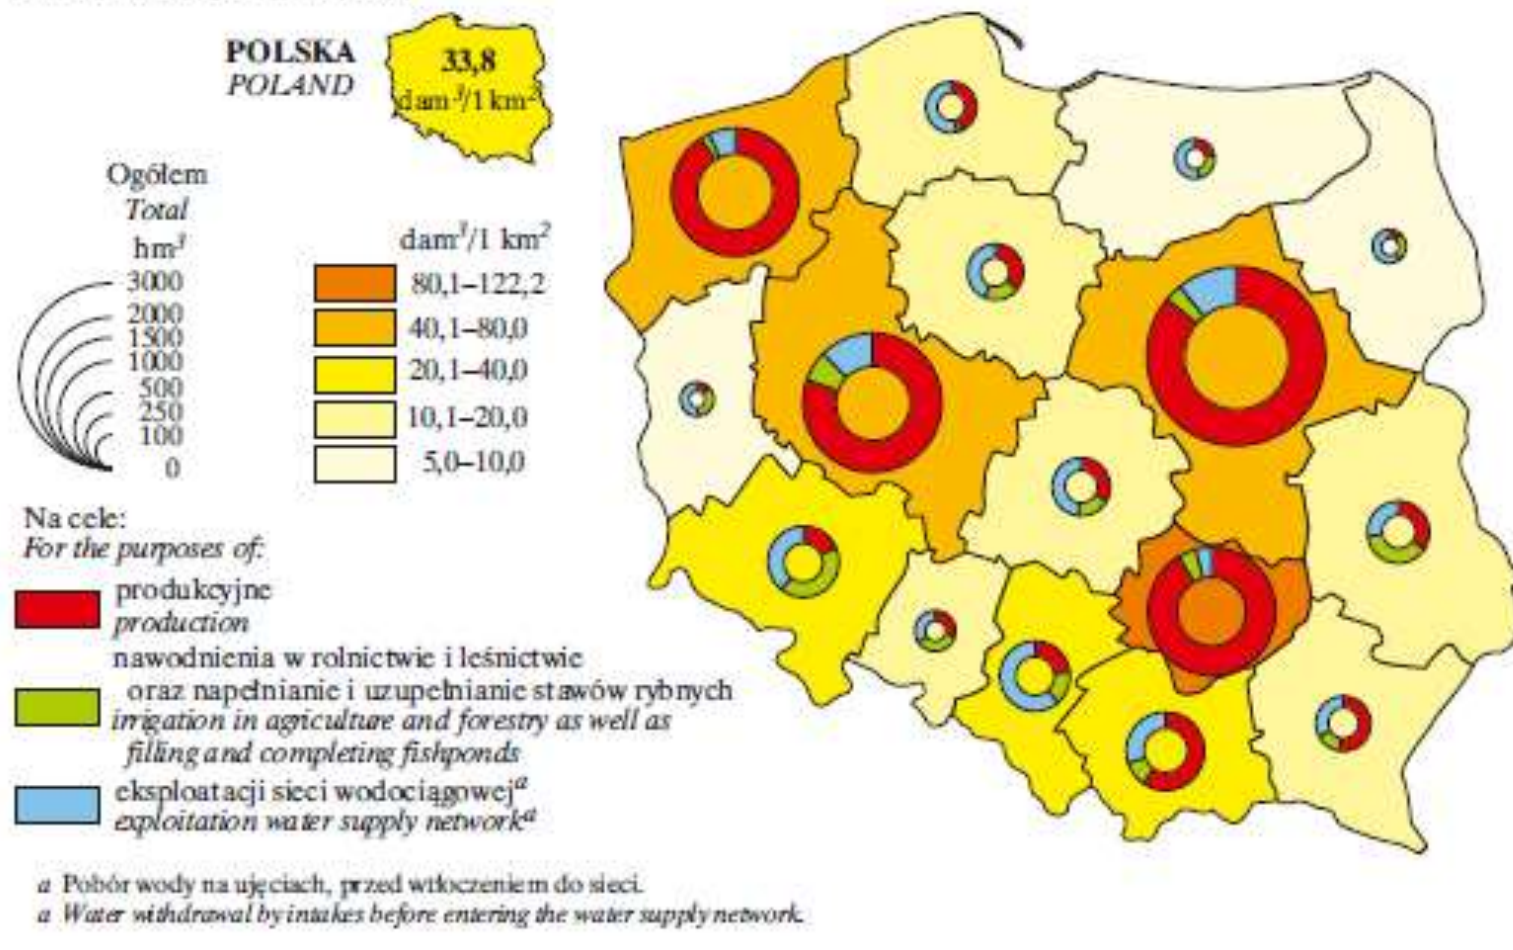 POLSKA
POLAND
33,8
dam³/1 km²
Ogółem
Total
hm³
3000
2000
1500
1000
500
250
100
0
dam³/1 km²
80,1–122,2
40,1–80,0
20,1–40,0
10,1–20,0
5,0–10,0
Na cele:
For the purposes of:
produkcyjne
production
nawodnienia w rolnictwie i leśnictwie
oraz napełnianie i uzupełnianie stawów rybnych
irrigation in agriculture and forestry as well as
filling and completing fishponds
eksploatacji sieci wodociągowejᵃ
exploitation water supply networkᵃ
a Pobór wody na ujęciach, przed wtłoczeniem do sieci.
a Water withdrawal by intakes before entering the water supply network.